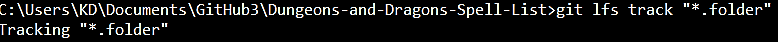 C:\Users\KD\Documents\GitHub3\Dungeons-and-Dragons-Spell-List>git lfs track "*.folder"
Tracking "*.folder"